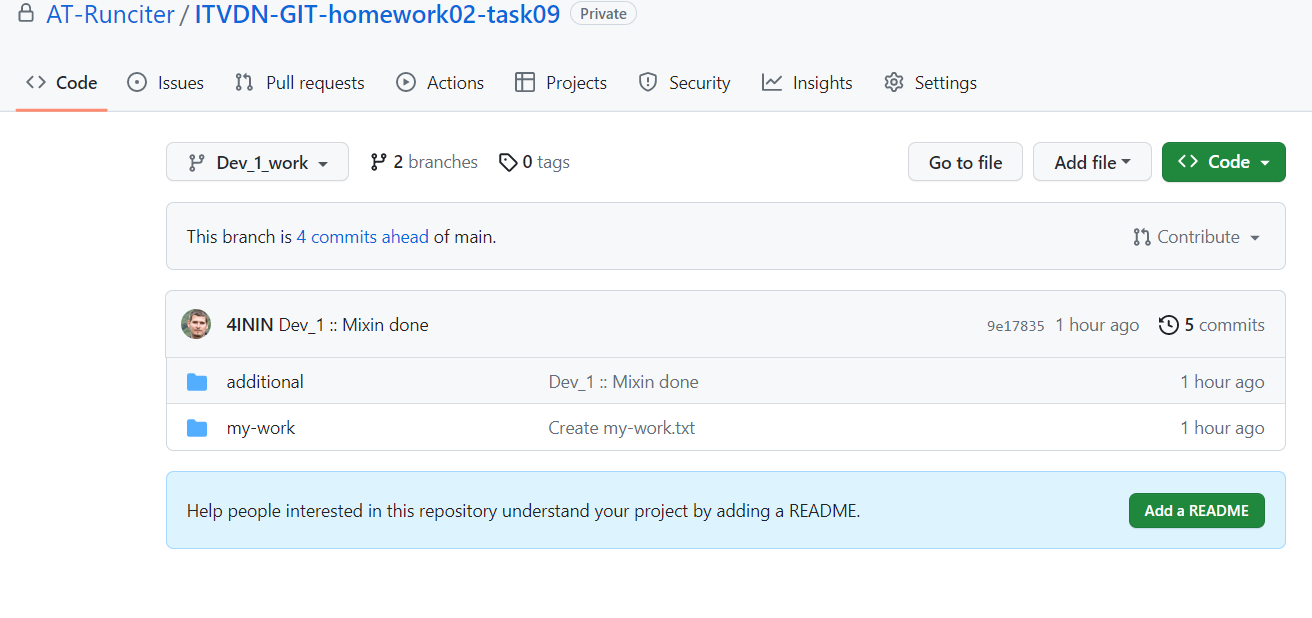 AT-Runciter / ITVDN-GIT-homework02-task09 Private
Code Issues Pull requests Actions Projects Security Insights Settings
Dev_1_work 2 branches 0 tags Go to file Add file Code
This branch is 4 commits ahead of main. Contribute
4ININ Dev_1 :: Mixin done 9e17835 1 hour ago 5 commits
additional Dev_1 :: Mixin done 1 hour ago
my-work Create my-work.txt 1 hour ago
Help people interested in this repository understand your project by adding a README. Add a README